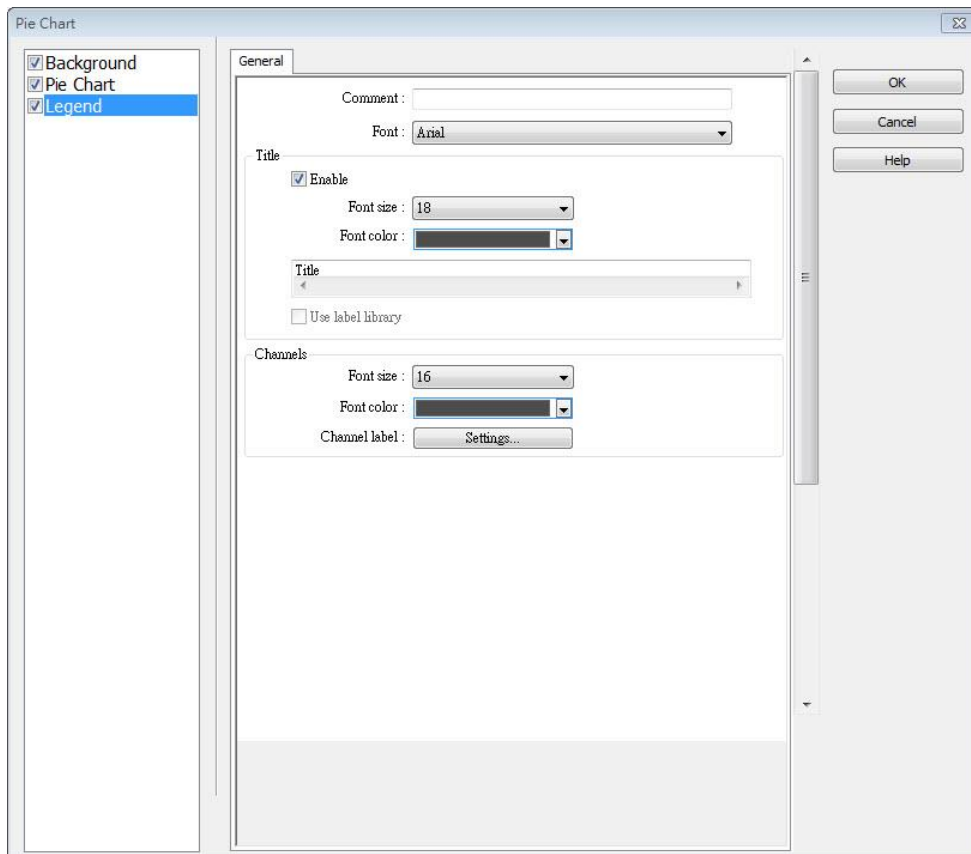 Pie Chart
Background
Pie Chart
Legend
General
Comment :
Font : Arial
Title
Enable
Font size : 18
Font color :
Title
Use label library
Channels
Font size : 16
Font color :
Channel label : Settings...
OK
Cancel
Help